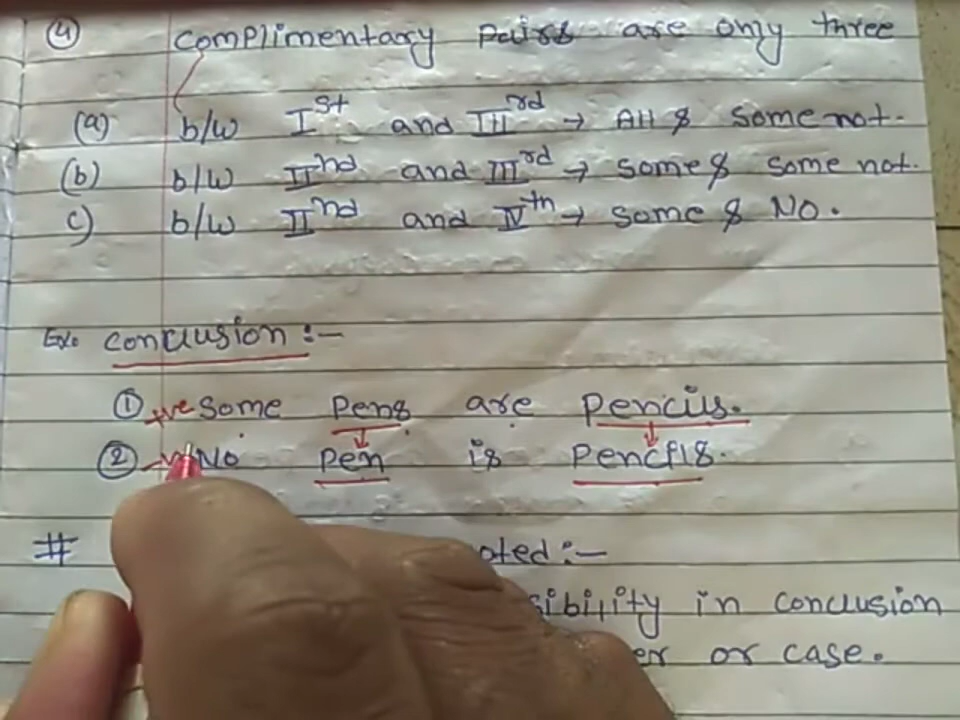 ④ Complimentary pairs are only three
(a) b/w Ist and IIIrd → All & some not.
(b) b/w IInd and IIIrd → some & some not.
c) b/w IInd and IVth → some & No.
Ex:- conclusion :-
① +ve Some Pens are pencils.
② No Pen is Pencils.
# :-
in conclusion
or case.